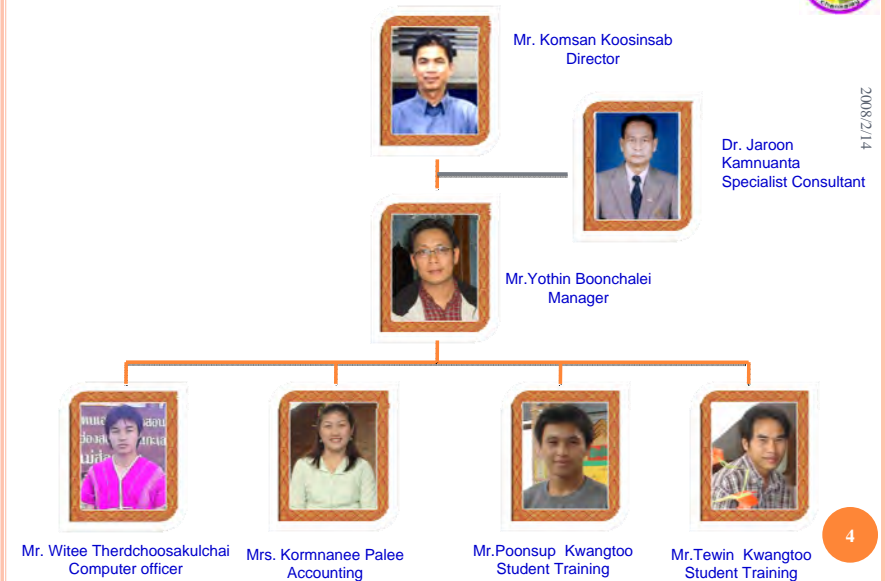 Mr. Komsan Koosinsab
Director
2008/2/14
Dr. Jaroon
Kamnuanta
Specialist Consultant
Mr.Yothin Boonchalei
Manager
Mr. Witee Therdchoosakulchai
Computer officer
Mrs. Kormnanee Palee
Accounting
Mr.Poonsup Kwangtoo
Student Training
Mr.Tewin Kwangtoo
Student Training
4